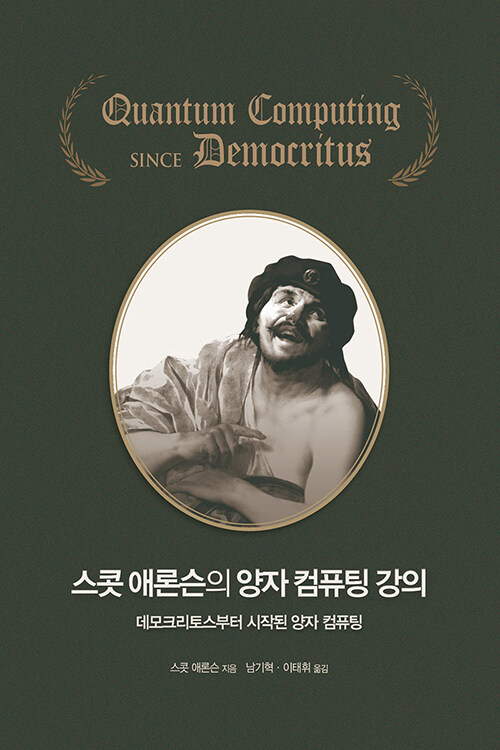 Quantum Computing
SINCE Democritus
스콧 애론슨의 양자 컴퓨팅 강의
데모크리토스부터 시작된 양자 컴퓨팅
스콧 애론슨 지음 남기혁 · 이태휘 옮김